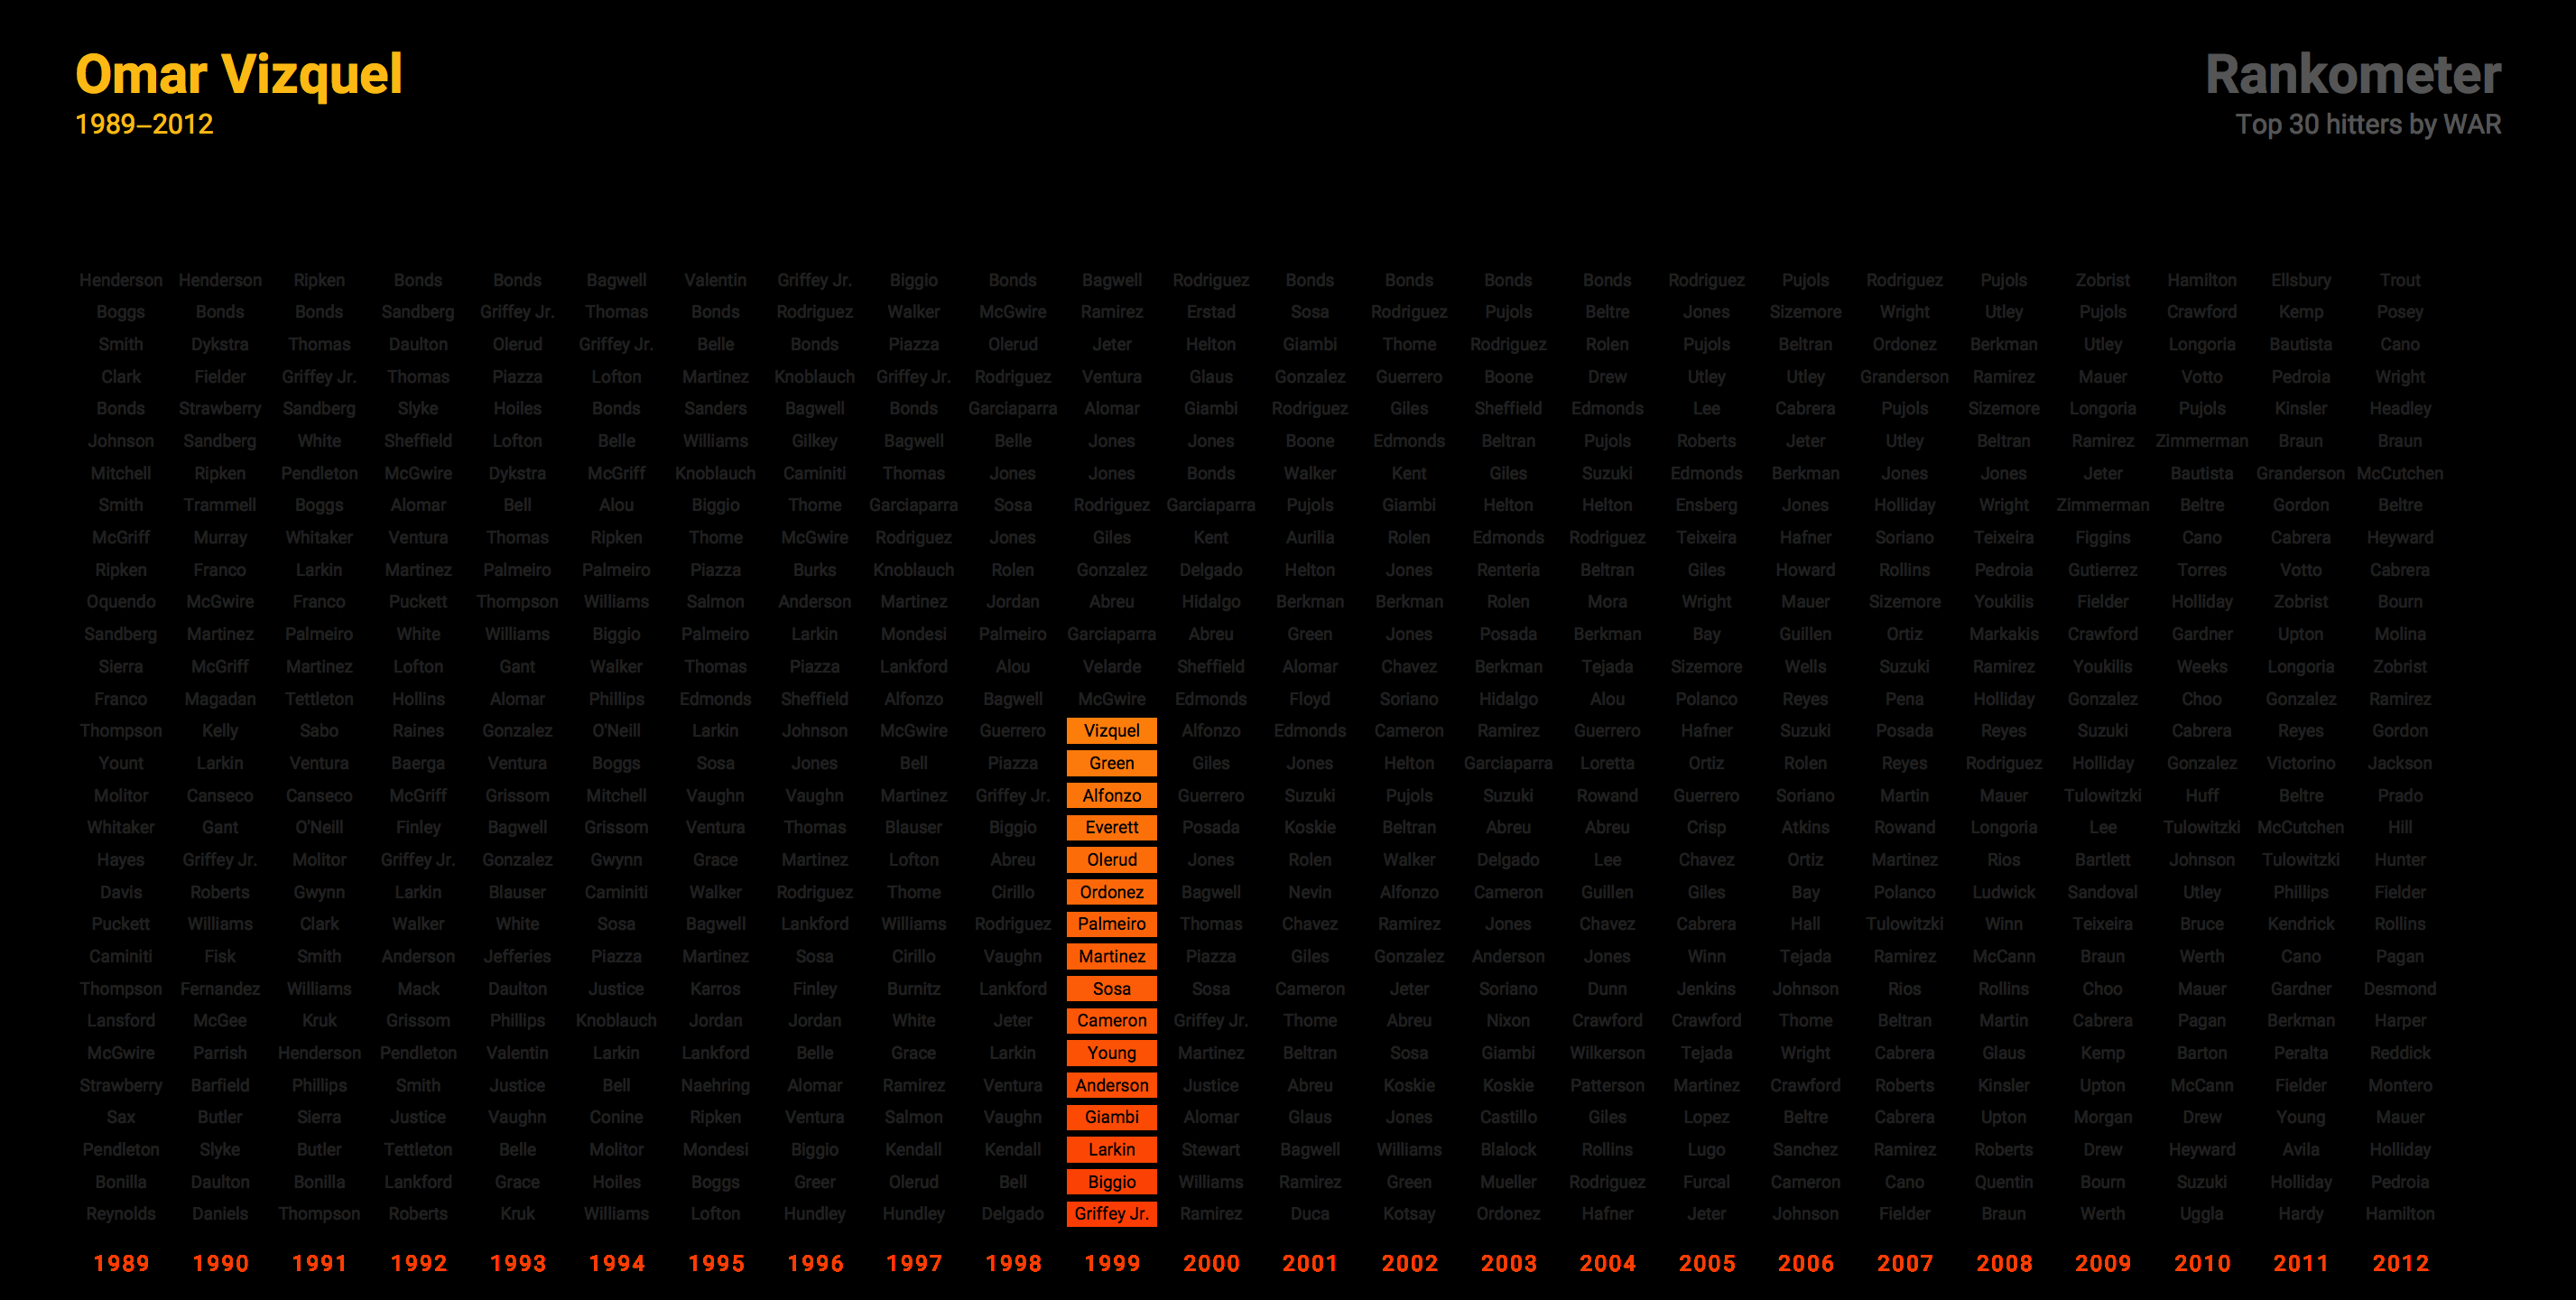 Omar Vizquel
1989–2012
Rankometer
Top 30 hitters by WAR
Henderson Henderson Ripken Bonds Bonds Bagwell Valentin Griffey Jr. Biggio Bonds Bagwell Rodriguez Bonds Bonds Bonds Bonds Rodriguez Pujols Rodriguez Pujols Zobrist Hamilton Ellsbury Trout
Boggs Bonds Bonds Sandberg Griffey Jr. Thomas Bonds Rodriguez Walker McGwire Ramirez Erstad Sosa Rodriguez Pujols Beltre Jones Sizemore Wright Utley Pujols Crawford Kemp Posey
Smith Dykstra Thomas Daulton Olerud Griffey Jr. Belle Bonds Piazza Olerud Jeter Helton Giambi Thome Rodriguez Rolen Pujols Beltran Ordonez Berkman Utley Longoria Bautista Cano
Clark Fielder Griffey Jr. Thomas Piazza Lofton Martinez Knoblauch Griffey Jr. Rodriguez Ventura Glaus Gonzalez Guerrero Boone Drew Utley Utley Granderson Ramirez Mauer Votto Pedroia Wright
Bonds Strawberry Sandberg Slyke Hoiles Bonds Sanders Bagwell Bonds Garciaparra Alomar Giambi Rodriguez Giles Sheffield Edmonds Lee Cabrera Pujols Sizemore Longoria Pujols Kinsler Headley
Johnson Sandberg White Sheffield Lofton Belle Williams Gilkey Bagwell Belle Jones Jones Boone Edmonds Beltran Pujols Roberts Jeter Utley Beltran Ramirez Zimmerman Braun Braun
Mitchell Ripken Pendleton McGwire Dykstra McGriff Knoblauch Caminiti Thomas Jones Jones Bonds Walker Kent Giles Suzuki Edmonds Berkman Jones Jones Jeter Bautista Granderson McCutchen
Smith Trammell Boggs Alomar Bell Alou Biggio Thome Garciaparra Sosa Rodriguez Garciaparra Pujols Giambi Helton Helton Ensberg Jones Holliday Wright Zimmerman Beltre Gordon Beltre
McGriff Murray Whitaker Ventura Thomas Ripken Thome McGwire Rodriguez Jones Giles Kent Aurilia Rolen Edmonds Rodriguez Teixeira Hafner Soriano Teixeira Figgins Cano Cabrera Heyward
Ripken Franco Larkin Martinez Palmeiro Palmeiro Piazza Burks Knoblauch Rolen Gonzalez Delgado Helton Jones Renteria Beltran Giles Howard Rollins Pedroia Gutierrez Torres Votto Cabrera
Oquendo McGwire Franco Puckett Thompson Williams Salmon Anderson Martinez Jordan Abreu Hidalgo Berkman Berkman Rolen Mora Wright Mauer Sizemore Youkilis Fielder Holliday Zobrist Bourn
Sandberg Martinez Palmeiro White Williams Biggio Palmeiro Larkin Mondesi Palmeiro Garciaparra Abreu Green Jones Posada Berkman Bay Guillen Ortiz Markakis Crawford Gardner Upton Molina
Sierra McGriff Martinez Lofton Gant Walker Thomas Piazza Lankford Alou Velarde Sheffield Alomar Chavez Berkman Tejada Sizemore Wells Suzuki Ramirez Youkilis Weeks Longoria Zobrist
Franco Magadan Tettleton Hollins Alomar Phillips Edmonds Sheffield Alfonzo Bagwell McGwire Edmonds Floyd Soriano Hidalgo Alou Polanco Reyes Pena Holliday Gonzalez Choo Gonzalez Ramirez
Thompson Kelly Sabo Raines Gonzalez O'Neill Larkin Johnson McGwire Guerrero Vizquel Alfonzo Edmonds Cameron Ramirez Guerrero Hafner Suzuki Posada Reyes Suzuki Cabrera Reyes Gordon
Yount Larkin Ventura Baerga Ventura Boggs Sosa Jones Bell Piazza Green Giles Jones Helton Garciaparra Loretta Ortiz Rolen Reyes Rodriguez Holliday Gonzalez Victorino Jackson
Molitor Canseco Canseco McGriff Grissom Mitchell Vaughn Vaughn Martinez Griffey Jr. Alfonzo Guerrero Suzuki Pujols Suzuki Rowand Guerrero Soriano Martin Mauer Tulowitzki Huff Beltre Prado
Whitaker Gant O'Neill Finley Bagwell Grissom Ventura Thomas Blauser Biggio Everett Posada Koskie Beltran Abreu Abreu Crisp Atkins Rowand Longoria Lee Tulowitzki McCutchen Hill
Hayes Griffey Jr. Molitor Griffey Jr. Gonzalez Gwynn Grace Martinez Lofton Abreu Olerud Jones Rolen Walker Delgado Lee Chavez Ortiz Martinez Rios Bartlett Johnson Tulowitzki Hunter
Davis Roberts Gwynn Larkin Blauser Caminiti Walker Rodriguez Thome Cirillo Ordonez Bagwell Nevin Alfonzo Cameron Guillen Giles Bay Polanco Ludwick Sandoval Utley Phillips Fielder
Puckett Williams Clark Walker White Sosa Bagwell Lankford Williams Rodriguez Palmeiro Thomas Chavez Ramirez Jones Chavez Cabrera Hall Tulowitzki Winn Teixeira Bruce Kendrick Rollins
Caminiti Fisk Smith Anderson Jefferies Piazza Martinez Sosa Cirillo Vaughn Martinez Piazza Giles Gonzalez Anderson Jones Winn Tejada Ramirez McCann Braun Werth Cano Pagan
Thompson Fernandez Williams Mack Daulton Justice Karros Finley Burnitz Lankford Sosa Sosa Cameron Jeter Soriano Dunn Jenkins Johnson Rios Rollins Choo Mauer Gardner Desmond
Lansford McGee Kruk Grissom Phillips Knoblauch Jordan Jordan White Jeter Cameron Griffey Jr. Thome Abreu Nixon Crawford Crawford Thome Beltran Martin Cabrera Pagan Berkman Harper
McGwire Parrish Henderson Pendleton Valentin Larkin Lankford Belle Grace Larkin Young Martinez Beltran Sosa Giambi Wilkerson Tejada Wright Cabrera Glaus Kemp Barton Peralta Reddick
Strawberry Barfield Phillips Smith Justice Bell Naehring Alomar Ramirez Ventura Anderson Justice Abreu Koskie Koskie Patterson Martinez Crawford Roberts Kinsler Upton McCann Fielder Montero
Sax Butler Sierra Justice Vaughn Conine Ripken Ventura Salmon Vaughn Giambi Alomar Glaus Jones Castillo Giles Lopez Beltre Cabrera Upton Morgan Drew Young Mauer
Pendleton Slyke Butler Tettleton Belle Molitor Mondesi Biggio Kendall Kendall Larkin Stewart Bagwell Williams Blalock Rollins Lugo Sanchez Ramirez Roberts Drew Heyward Avila Holliday
Bonilla Daulton Bonilla Lankford Grace Hoiles Boggs Greer Olerud Bell Biggio Williams Ramirez Green Mueller Rodriguez Furcal Cameron Cano Quentin Bourn Suzuki Holliday Pedroia
Reynolds Daniels Thompson Roberts Kruk Williams Lofton Hundley Hundley Delgado Griffey Jr. Ramirez Duca Kotsay Ordonez Hafner Jeter Johnson Fielder Braun Werth Uggla Hardy Hamilton
1989 1990 1991 1992 1993 1994 1995 1996 1997 1998 1999 2000 2001 2002 2003 2004 2005 2006 2007 2008 2009 2010 2011 2012